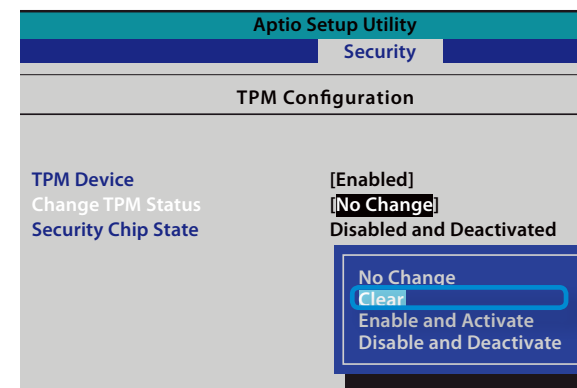 Aptio Setup Utility
Security
TPM Configuration
TPM Device [Enabled]
Change TPM Status [No Change]
Security Chip State Disabled and Deactivated
No Change
Clear
Enable and Activate
Disable and Deactivate